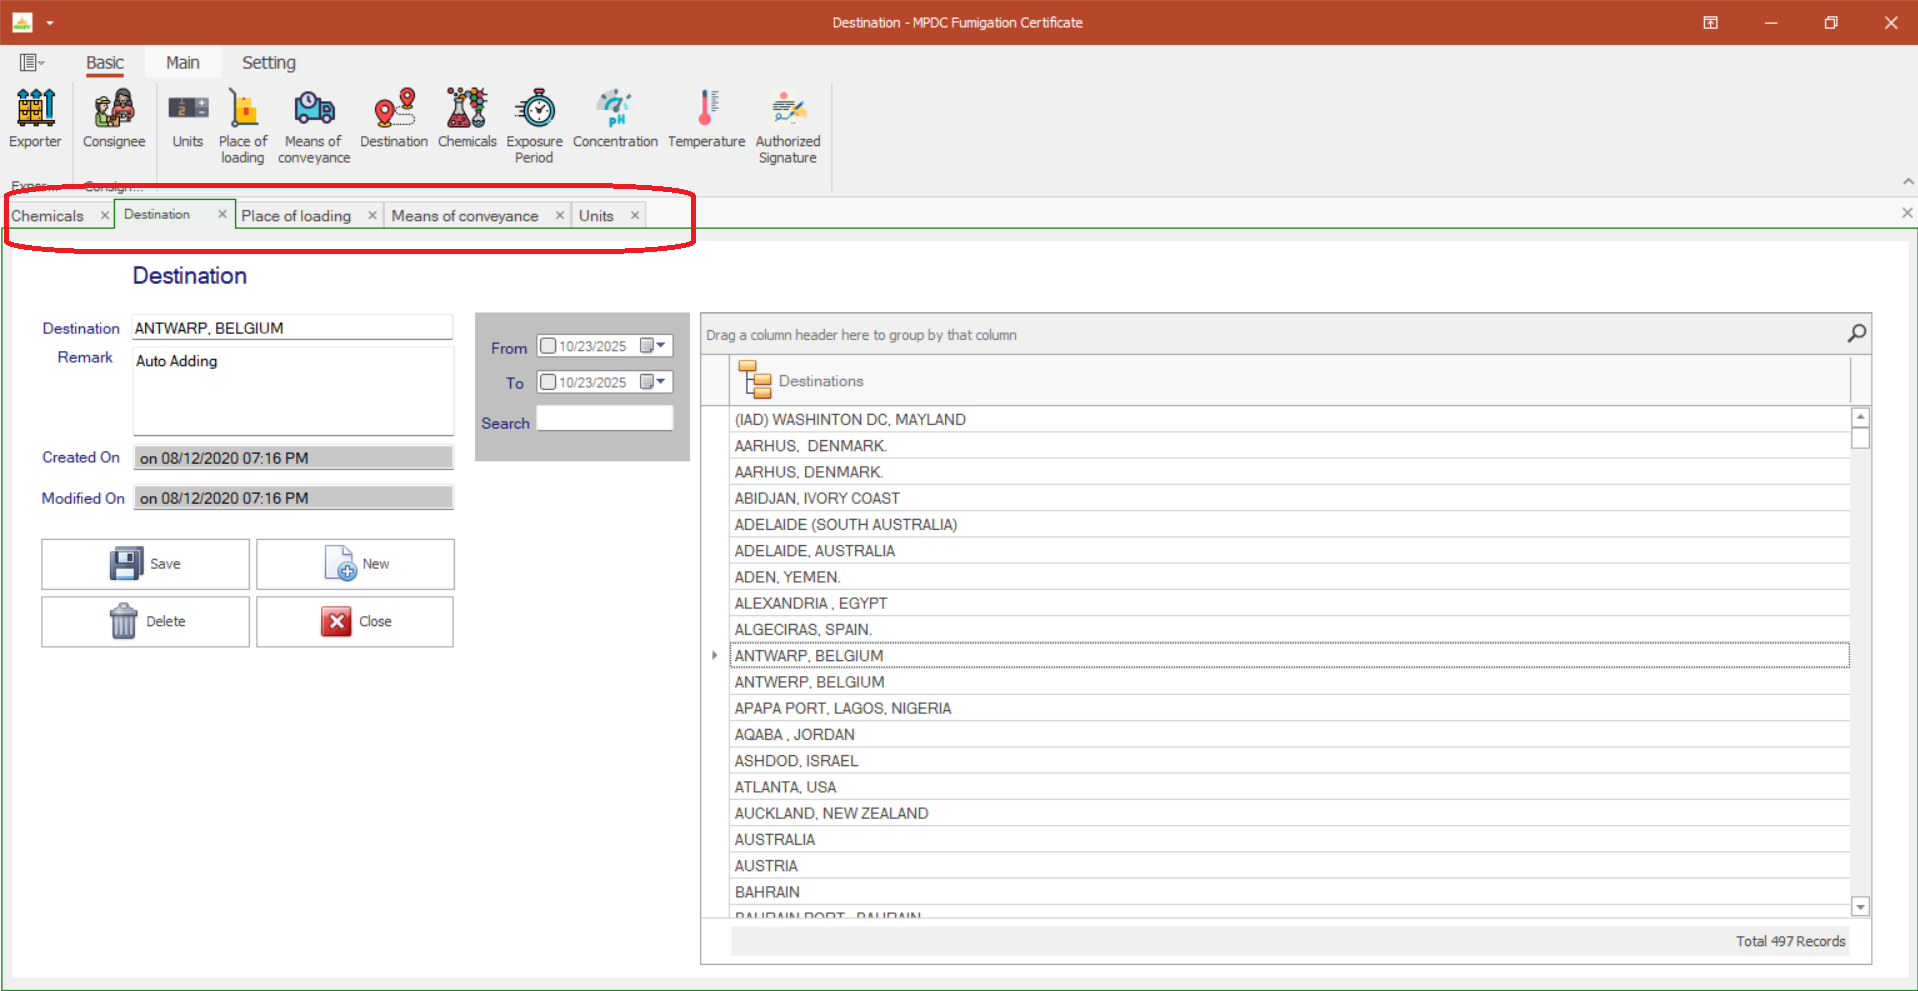 Destination - MPDC Fumigation Certificate
Basic Main Setting
Exporter Consignee Units Place of loading Means of conveyance Destination Chemicals Exposure Period Concentration Temperature Authorized Signature
Expor... Consign...
Chemicals Destination Place of loading Means of conveyance Units
Destination
Destination ANTWARP, BELGIUM
Remark Auto Adding
Created On on 08/12/2020 07:16 PM
Modified On on 08/12/2020 07:16 PM
Save New
Delete Close
From 10/23/2025
To 10/23/2025
Search
Drag a column header here to group by that column
Destinations
(IAD) WASHINTON DC, MAYLAND
AARHUS,  DENMARK.
AARHUS, DENMARK.
ABIDJAN, IVORY COAST
ADELAIDE (SOUTH AUSTRALIA)
ADELAIDE, AUSTRALIA
ADEN, YEMEN.
ALEXANDRIA , EGYPT
ALGECIRAS, SPAIN.
ANTWARP, BELGIUM
ANTWERP, BELGIUM
APAPA PORT, LAGOS, NIGERIA
AQABA , JORDAN
ASHDOD, ISRAEL
ATLANTA, USA
AUCKLAND, NEW ZEALAND
AUSTRALIA
AUSTRIA
BAHRAIN
BAHRAIN PORT , BAHRAIN
Total 497 Records